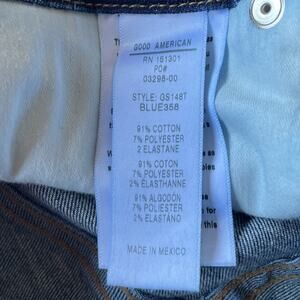 GOOD AMERICAN
RN 151301
PO#
03298-00
STYLE: GS148T
BLUE358
91% COTTON
7% POLYESTER
2 ELASTANE
91% COTON
7% POLYESTER
2% ELASTHANNE
91% ALGODON
7% POLIESTER
2% ELASTANO
MADE IN MEXICO